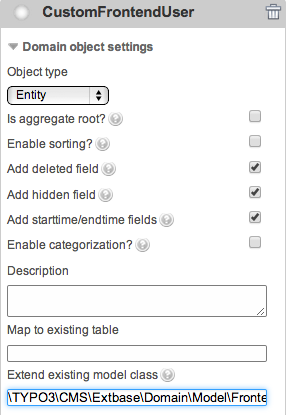 CustomFrontendUser
Domain object settings
Object type
Entity
Is aggregate root?
Enable sorting?
Add deleted field
Add hidden field
Add starttime/endtime fields
Enable categorization?
Description
Map to existing table
Extend existing model class
\TYPO3\CMS\Extbase\Domain\Model\Fronte